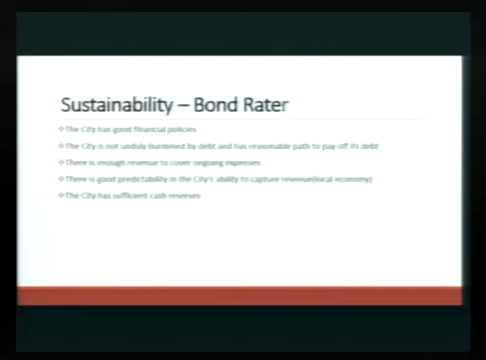 Sustainability – Bond Rater
The City has good financial policies
The City is not unduly burdened by debt and has reasonable path to pay off its debt
There is enough revenue to cover ongoing expenses
There is good predictability in the City's ability to capture revenue(local economy)
The City has sufficient cash reserves